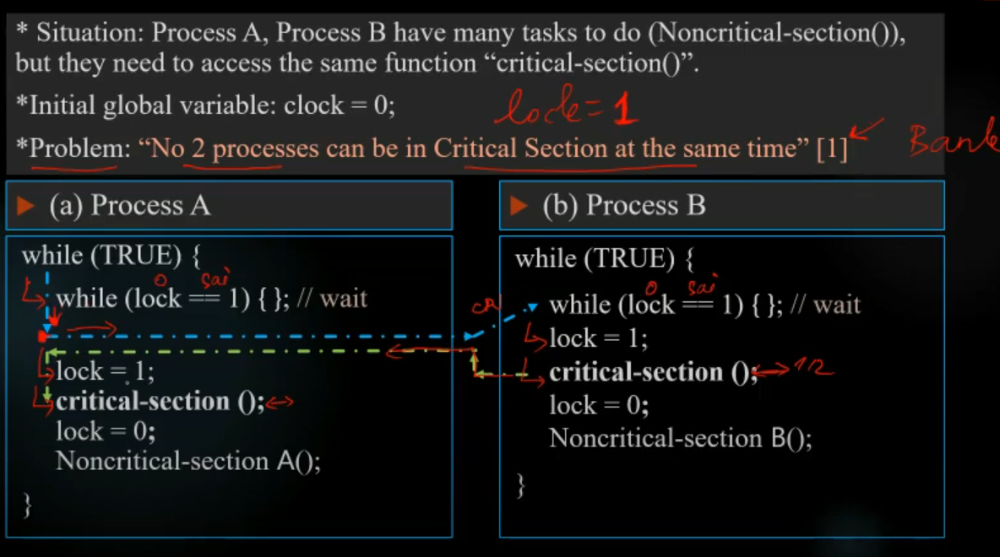 * Situation: Process A, Process B have many tasks to do (Noncritical-section()),
but they need to access the same function “critical-section()”.
*Initial global variable: clock = 0;
lock = 1
*Problem: “No 2 processes can be in Critical Section at the same time” [1]
Bank
(a) Process A
while (TRUE) {
0 sai
while (lock == 1) { }; // wait
lock = 1;
critical-section ();
lock = 0;
Noncritical-section A();
}
(b) Process B
while (TRUE) {
0 sai
while (lock == 1) { }; // wait
lock = 1;
critical-section ();
1/2
lock = 0;
Noncritical-section B();
}